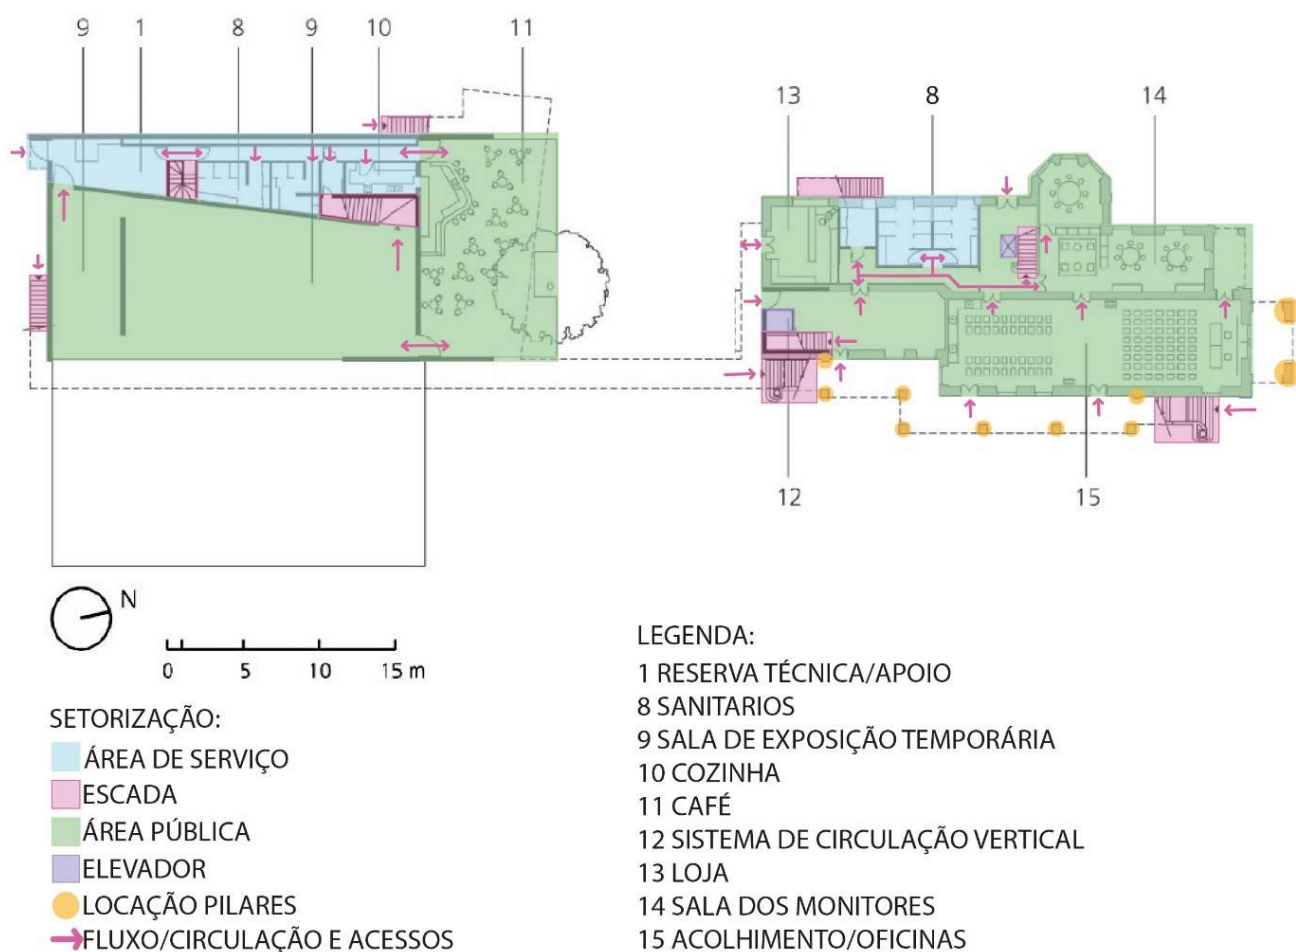 9 1 8 9 10 11
13 8 14
12 15
N
0 5 10 15 m
SETORIZAÇÃO:
ÁREA DE SERVIÇO
ESCADA
ÁREA PÚBLICA
ELEVADOR
LOCAÇÃO PILARES
FLUXO/CIRCULAÇÃO E ACESSOS
LEGENDA:
1 RESERVA TÉCNICA/APOIO
8 SANITARIOS
9 SALA DE EXPOSIÇÃO TEMPORÁRIA
10 COZINHA
11 CAFÉ
12 SISTEMA DE CIRCULAÇÃO VERTICAL
13 LOJA
14 SALA DOS MONITORES
15 ACOLHIMENTO/OFICINAS